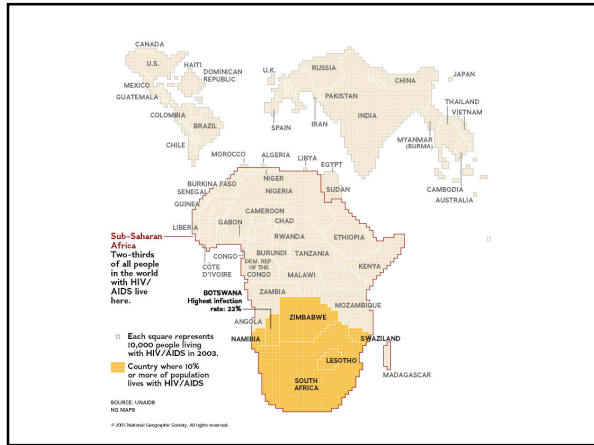 CANADA
U.S.
HAITI
DOMINICAN
REPUBLIC
MEXICO
GUATEMALA
COLOMBIA
BRAZIL
CHILE
U.K.
RUSSIA
CHINA
JAPAN
PAKISTAN
INDIA
THAILAND
VIETNAM
SPAIN
IRAN
MYANMAR
(BURMA)
CAMBODIA
AUSTRALIA
MOROCCO
ALGERIA
LIBYA
EGYPT
BURKINA FASO
NIGER
SUDAN
SENEGAL
NIGERIA
GUINEA
CAMEROON
GABON
CHAD
LIBERIA
RWANDA
ETHIOPIA
Sub-Saharan
Africa
Two-thirds
of all people
in the world
with HIV/
AIDS live
here.
CONGO
BURUNDI
TANZANIA
CÔTE
D'IVOIRE
DEM. REP.
OF THE
CONGO
KENYA
MALAWI
ZAMBIA
BOTSWANA
Highest infection
rate: 22%
MOZAMBIQUE
ANGOLA
ZIMBABWE
NAMIBIA
SWAZILAND
LESOTHO
MADAGASCAR
SOUTH
AFRICA
Each square represents
10,000 people living
with HIV/AIDS in 2003.
Country where 10%
or more of population
lives with HIV/AIDS
SOURCE: UNAIDS
NG MAPS
© 2005 National Geographic Society. All rights reserved.